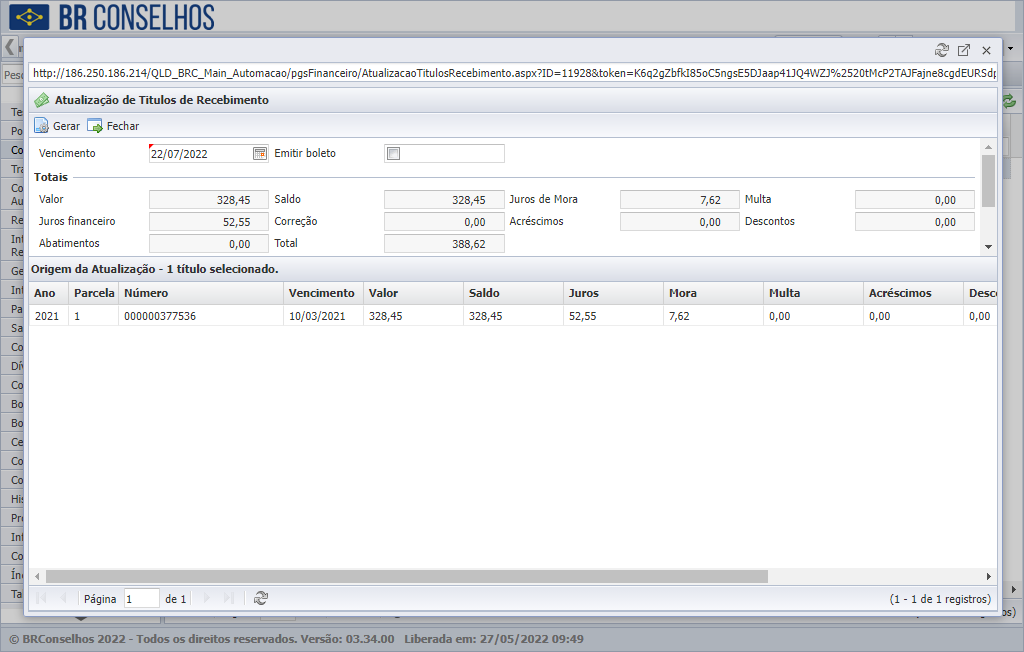 BR CONSELHOS
http://186.250.186.214/QLD_BRC_Main_Automacao/pgsFinanceiro/AtualizacaoTitulosRecebimento.aspx?ID=11928&token=K6q2gZbfkI85oC5ngsE5DJaap41JQ4WZJ%2520tMcP2TAJFajne8cgdEURSdp
Atualização de Títulos de Recebimento
Gerar Fechar
Vencimento 22/07/2022 Emitir boleto
Totais
Valor 328,45 Saldo 328,45 Juros de Mora 7,62 Multa 0,00
Juros financeiro 52,55 Correção 0,00 Acréscimos 0,00 Descontos 0,00
Abatimentos 0,00 Total 388,62
Origem da Atualização - 1 título selecionado.
Ano Parcela Número Vencimento Valor Saldo Juros Mora Multa Acréscimos Desco
2021 1 000000377536 10/03/2021 328,45 328,45 52,55 7,62 0,00 0,00 0,00
Página 1 de 1 (1 - 1 de 1 registros)
© BRConselhos 2022 - Todos os direitos reservados. Versão: 03.34.00 Liberada em: 27/05/2022 09:49